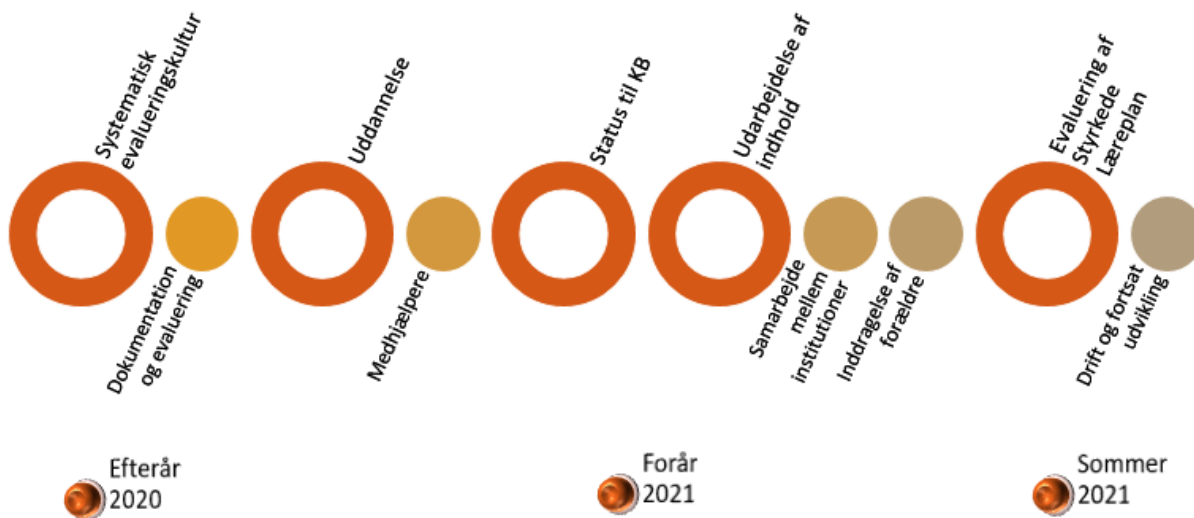 Systematisk
evalueringskultur
Dokumentation
og evaluering
Uddannelse
Medhjælpere
Status til KB
Udarbejdelse af
indhold
Samarbejde
mellem
institutioner
Inddragelse af
forældre
Evaluering af
Styrkede
Læreplan
Drift og fortsat
udvikling
Efterår
2020
Forår
2021
Sommer
2021